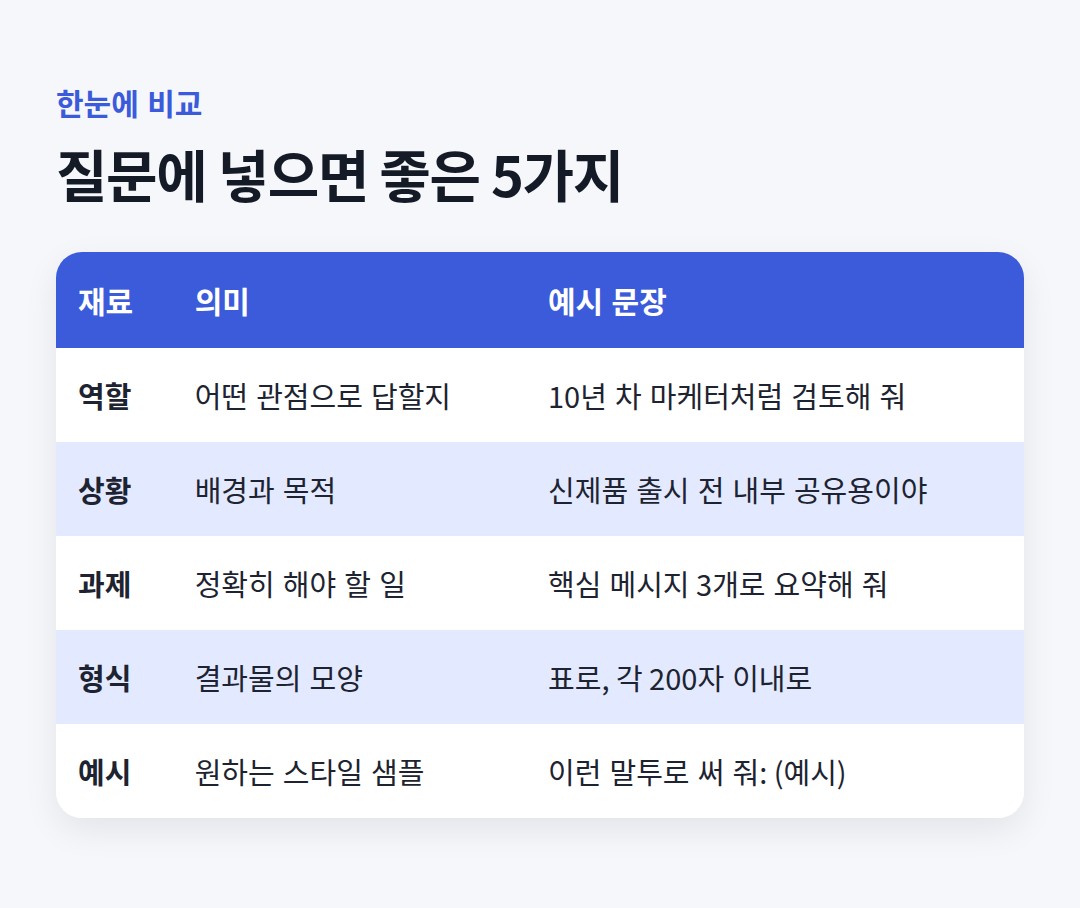 한눈에 비교
질문에 넣으면 좋은 5가지
재료 의미 예시 문장
역할 어떤 관점으로 답할지 10년 차 마케터처럼 검토해 줘
상황 배경과 목적 신제품 출시 전 내부 공유용이야
과제 정확히 해야 할 일 핵심 메시지 3개로 요약해 줘
형식 결과물의 모양 표로, 각 200자 이내로
예시 원하는 스타일 샘플 이런 말투로 써 줘: (예시)